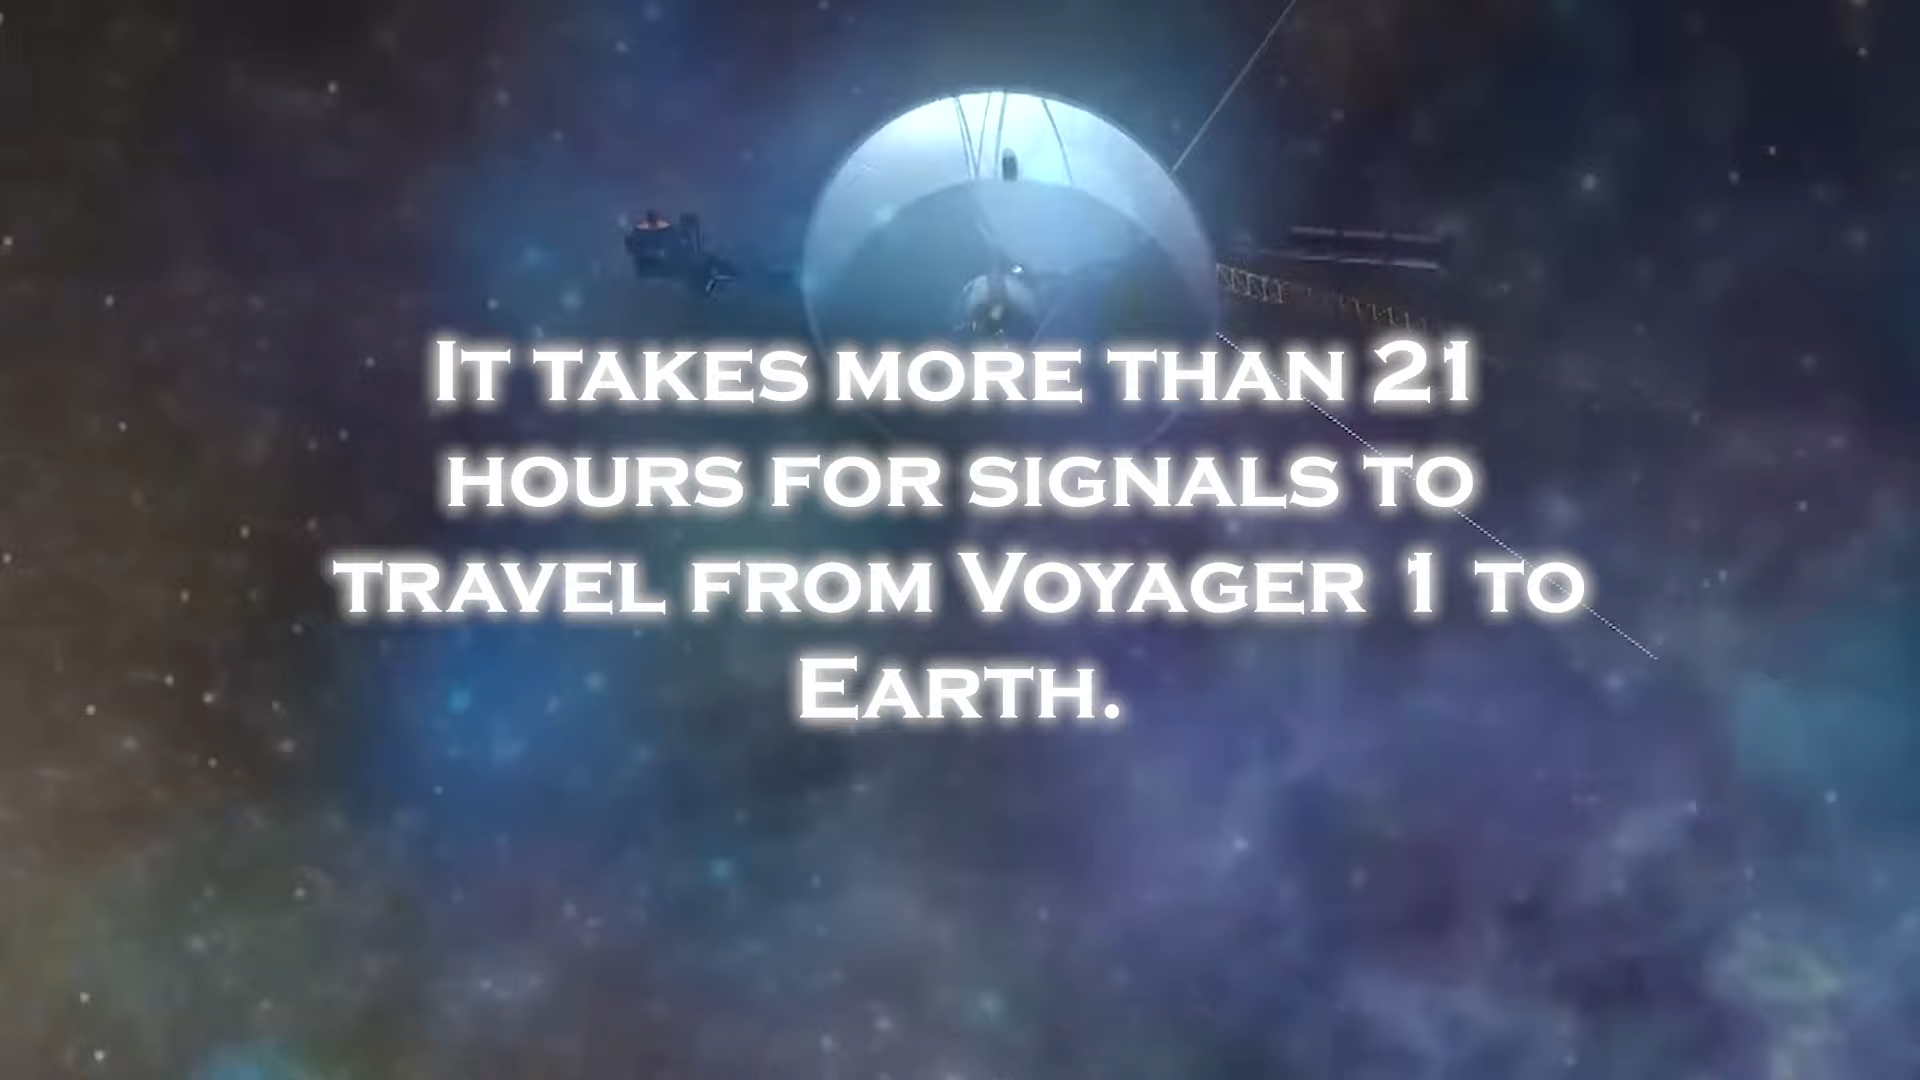 It takes more than 21
hours for signals to
travel from Voyager 1 to
Earth.